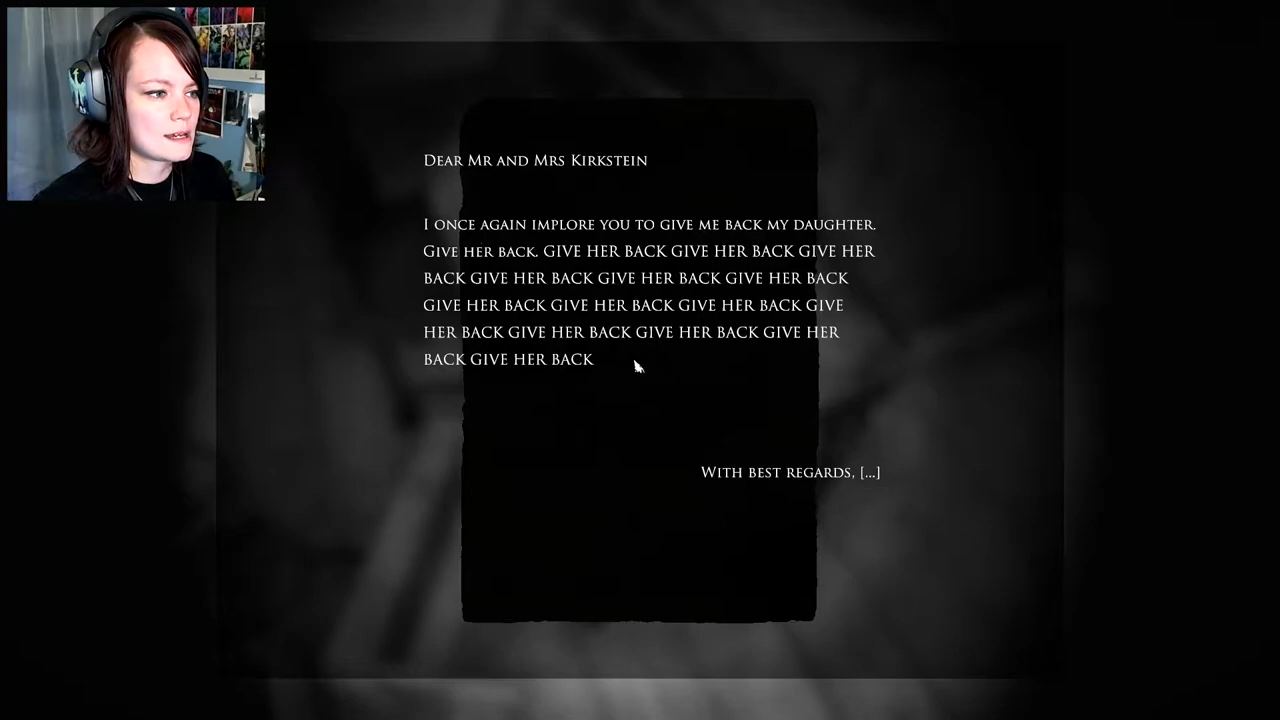 Dear Mr and Mrs Kirkstein
I once again implore you to give me back my daughter.
Give her back. GIVE HER BACK GIVE HER BACK GIVE HER
BACK GIVE HER BACK GIVE HER BACK GIVE HER BACK
GIVE HER BACK GIVE HER BACK GIVE HER BACK GIVE
HER BACK GIVE HER BACK GIVE HER BACK GIVE HER
BACK GIVE HER BACK
With best regards, [...]